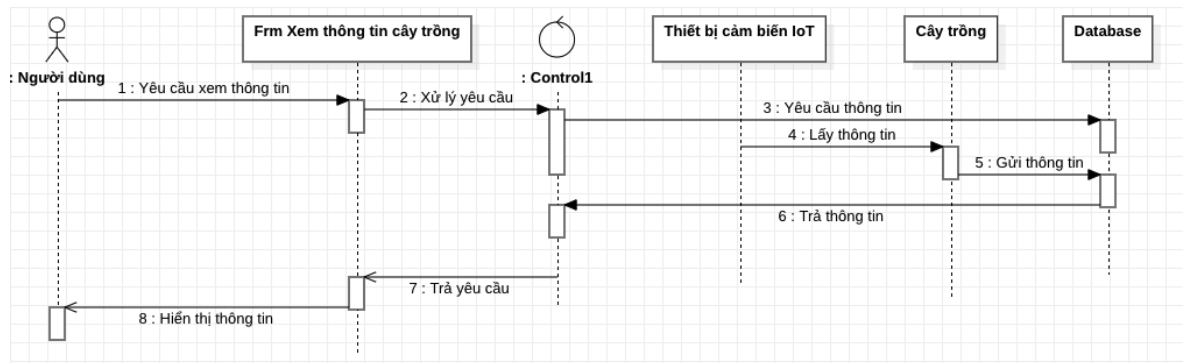 Frm Xem thông tin cây trồng
Thiết bị cảm biến IoT
Cây trồng
Database
: Người dùng
: Control1
1 : Yêu cầu xem thông tin
2 : Xử lý yêu cầu
3 : Yêu cầu thông tin
4 : Lấy thông tin
5 : Gửi thông tin
6 : Trả thông tin
7 : Trả yêu cầu
8 : Hiển thị thông tin